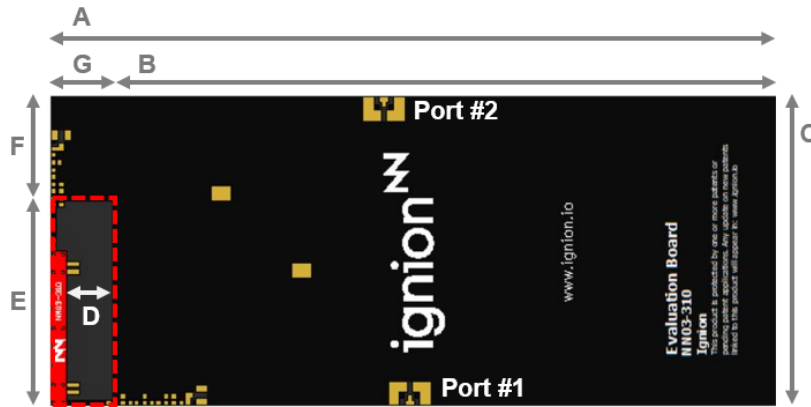 A
G
B
Port #2
C
F
ignion
www.ignion.io
Evaluation Board
NN03-310
Ignion
This product is protected by one or more patents or
pending patent applications. Any update on new patents
linked to this product will appear in: www.ignion.io
E
D
NN03-310
Port #1